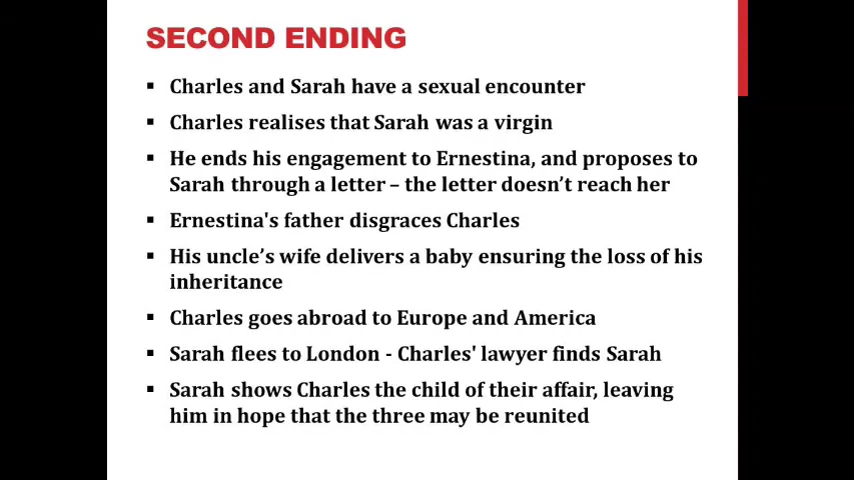 SECOND ENDING
▪ Charles and Sarah have a sexual encounter
▪ Charles realises that Sarah was a virgin
▪ He ends his engagement to Ernestina, and proposes to
Sarah through a letter – the letter doesn’t reach her
▪ Ernestina's father disgraces Charles
▪ His uncle’s wife delivers a baby ensuring the loss of his
inheritance
▪ Charles goes abroad to Europe and America
▪ Sarah flees to London - Charles' lawyer finds Sarah
▪ Sarah shows Charles the child of their affair, leaving
him in hope that the three may be reunited